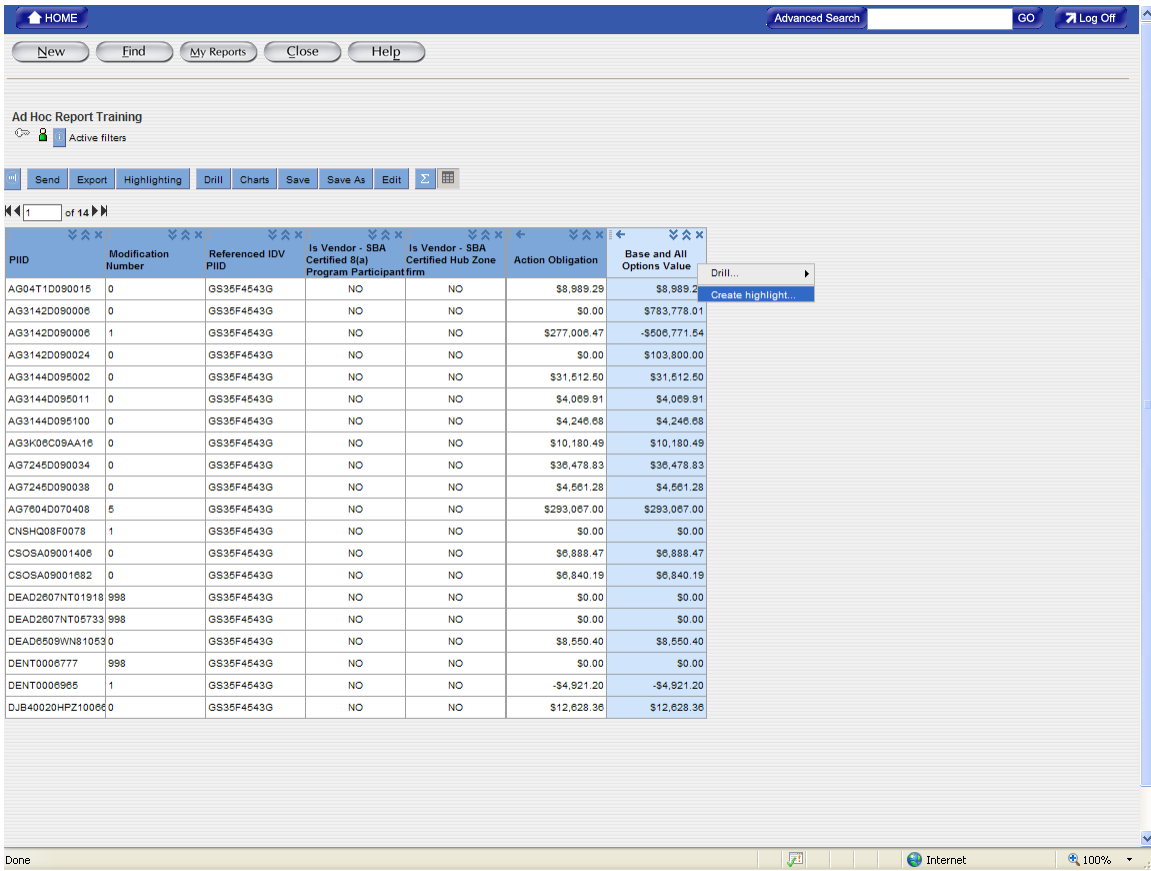 HOME Advanced Search GO Log Off
New Find My Reports Close Help
Ad Hoc Report Training
Active filters
Send Export Highlighting Drill Charts Save Save As Edit Σ
1 of 14
PIID Modification Number Referenced IDV PIID Is Vendor - SBA Certified 8(a) Program Participant Is Vendor - SBA Certified Hub Zone firm Action Obligation Base and All Options Value
Drill...
Create highlight...
AG04T1D090015 0 GS35F4543G NO NO $8,989.29 $8,989.2
AG3142D090006 0 GS35F4543G NO NO $0.00 $783,778.01
AG3142D090006 1 GS35F4543G NO NO $277,006.47 -$506,771.54
AG3142D090024 0 GS35F4543G NO NO $0.00 $103,800.00
AG3144D095002 0 GS35F4543G NO NO $31,512.50 $31,512.50
AG3144D095011 0 GS35F4543G NO NO $4,069.91 $4,069.91
AG3144D095100 0 GS35F4543G NO NO $4,246.68 $4,246.68
AG3K06C09AA16 0 GS35F4543G NO NO $10,180.49 $10,180.49
AG7245D090034 0 GS35F4543G NO NO $36,478.83 $36,478.83
AG7245D090038 0 GS35F4543G NO NO $4,561.28 $4,561.28
AG7604D070408 5 GS35F4543G NO NO $293,067.00 $293,067.00
CNSHQ08F0078 1 GS35F4543G NO NO $0.00 $0.00
CSOSA09001406 0 GS35F4543G NO NO $6,888.47 $6,888.47
CSOSA09001682 0 GS35F4543G NO NO $6,840.19 $6,840.19
DEAD2607NT01918 998 GS35F4543G NO NO $0.00 $0.00
DEAD2607NT05733 998 GS35F4543G NO NO $0.00 $0.00
DEAD6509WN81053 0 GS35F4543G NO NO $8,550.40 $8,550.40
DENT0006777 998 GS35F4543G NO NO $0.00 $0.00
DENT0006965 1 GS35F4543G NO NO -$4,921.20 -$4,921.20
DJB40020HPZ10066 0 GS35F4543G NO NO $12,628.36 $12,628.36
Done Internet 100%